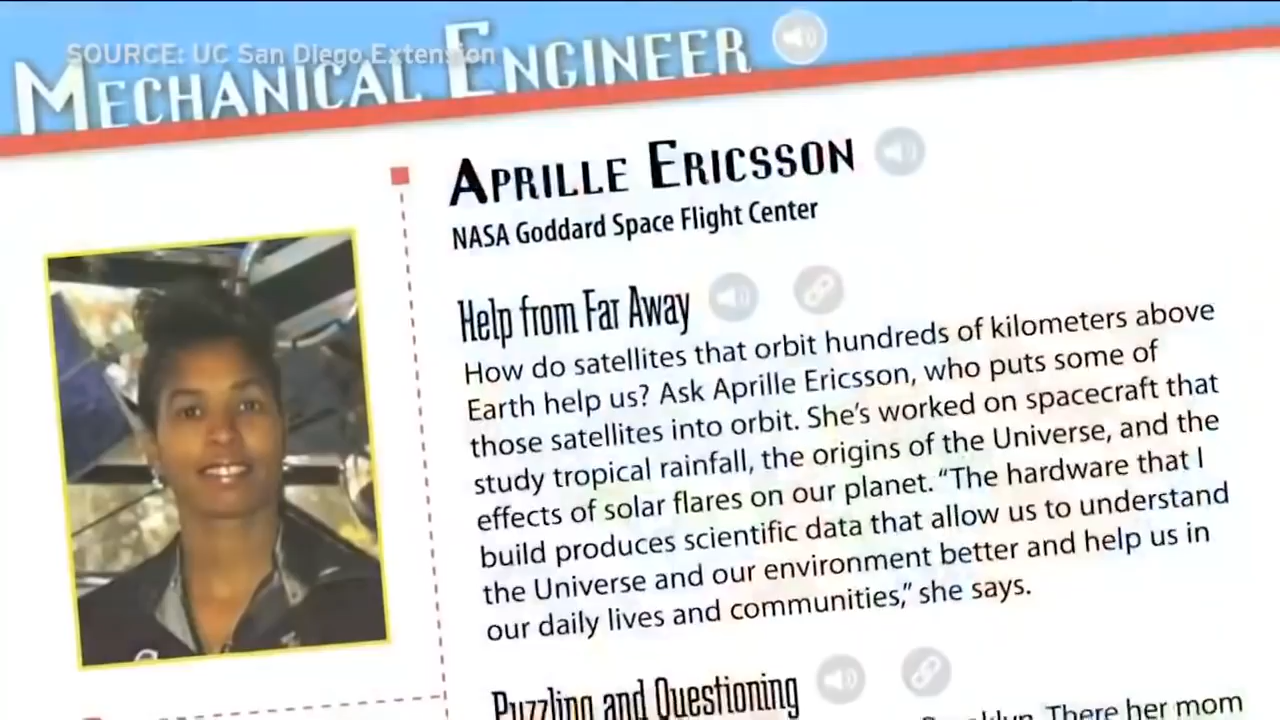 SOURCE: UC San Diego Extension
MECHANICAL ENGINEER
APRILLE ERICSSON
NASA Goddard Space Flight Center
Help from Far Away
How do satellites that orbit hundreds of kilometers above
Earth help us? Ask Aprille Ericsson, who puts some of
those satellites into orbit. She’s worked on spacecraft that
study tropical rainfall, the origins of the Universe, and the
effects of solar flares on our planet. “The hardware that I
build produces scientific data that allow us to understand
the Universe and our environment better and help us in
our daily lives and communities,” she says.
Puzzling and Questioning
There her mom